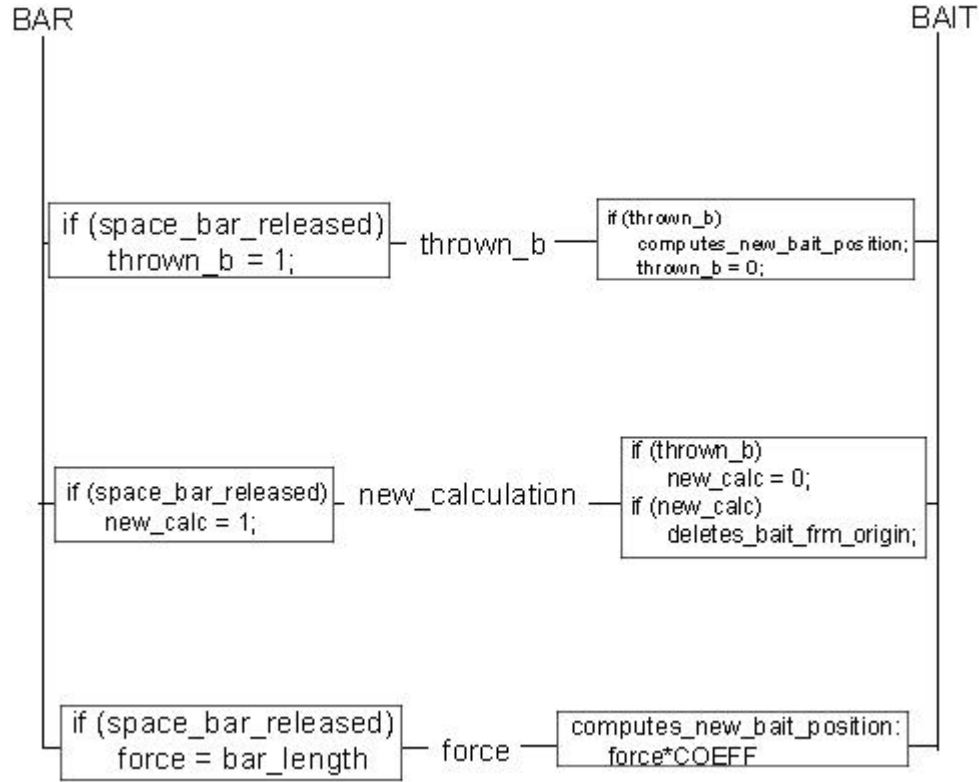 BAR
BAIT
if (space_bar_released)
thrown_b = 1;
thrown_b
if (thrown_b)
computes_new_bait_position;
thrown_b = 0;
if (space_bar_released)
new_calc = 1;
new_calculation
if (thrown_b)
new_calc = 0;
if (new_calc)
deletes_bait_frm_origin;
if (space_bar_released)
force = bar_length
force
computes_new_bait_position:
force*COEFF